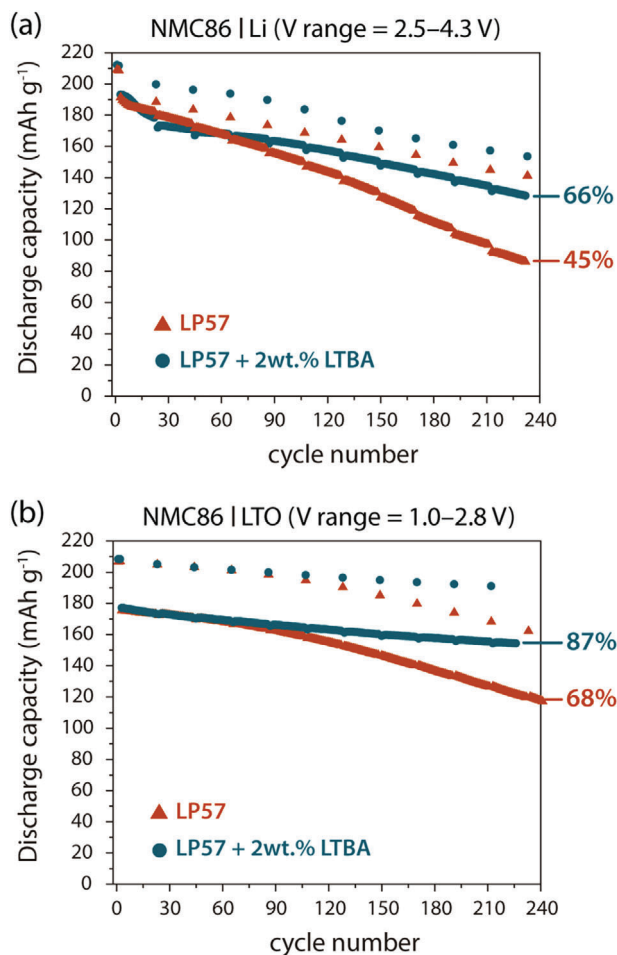 (a) NMC86 | Li (V range = 2.5–4.3 V)
220
200
180
160
140
120
100
80
60
40
20
0
Discharge capacity (mAh g⁻¹)
66%
45%
LP57
LP57 + 2wt.% LTBA
0 30 60 90 120 150 180 210 240
cycle number
(b) NMC86 | LTO (V range = 1.0–2.8 V)
220
200
180
160
140
120
100
80
60
40
20
0
Discharge capacity (mAh g⁻¹)
87%
68%
LP57
LP57 + 2wt.% LTBA
0 30 60 90 120 150 180 210 240
cycle number